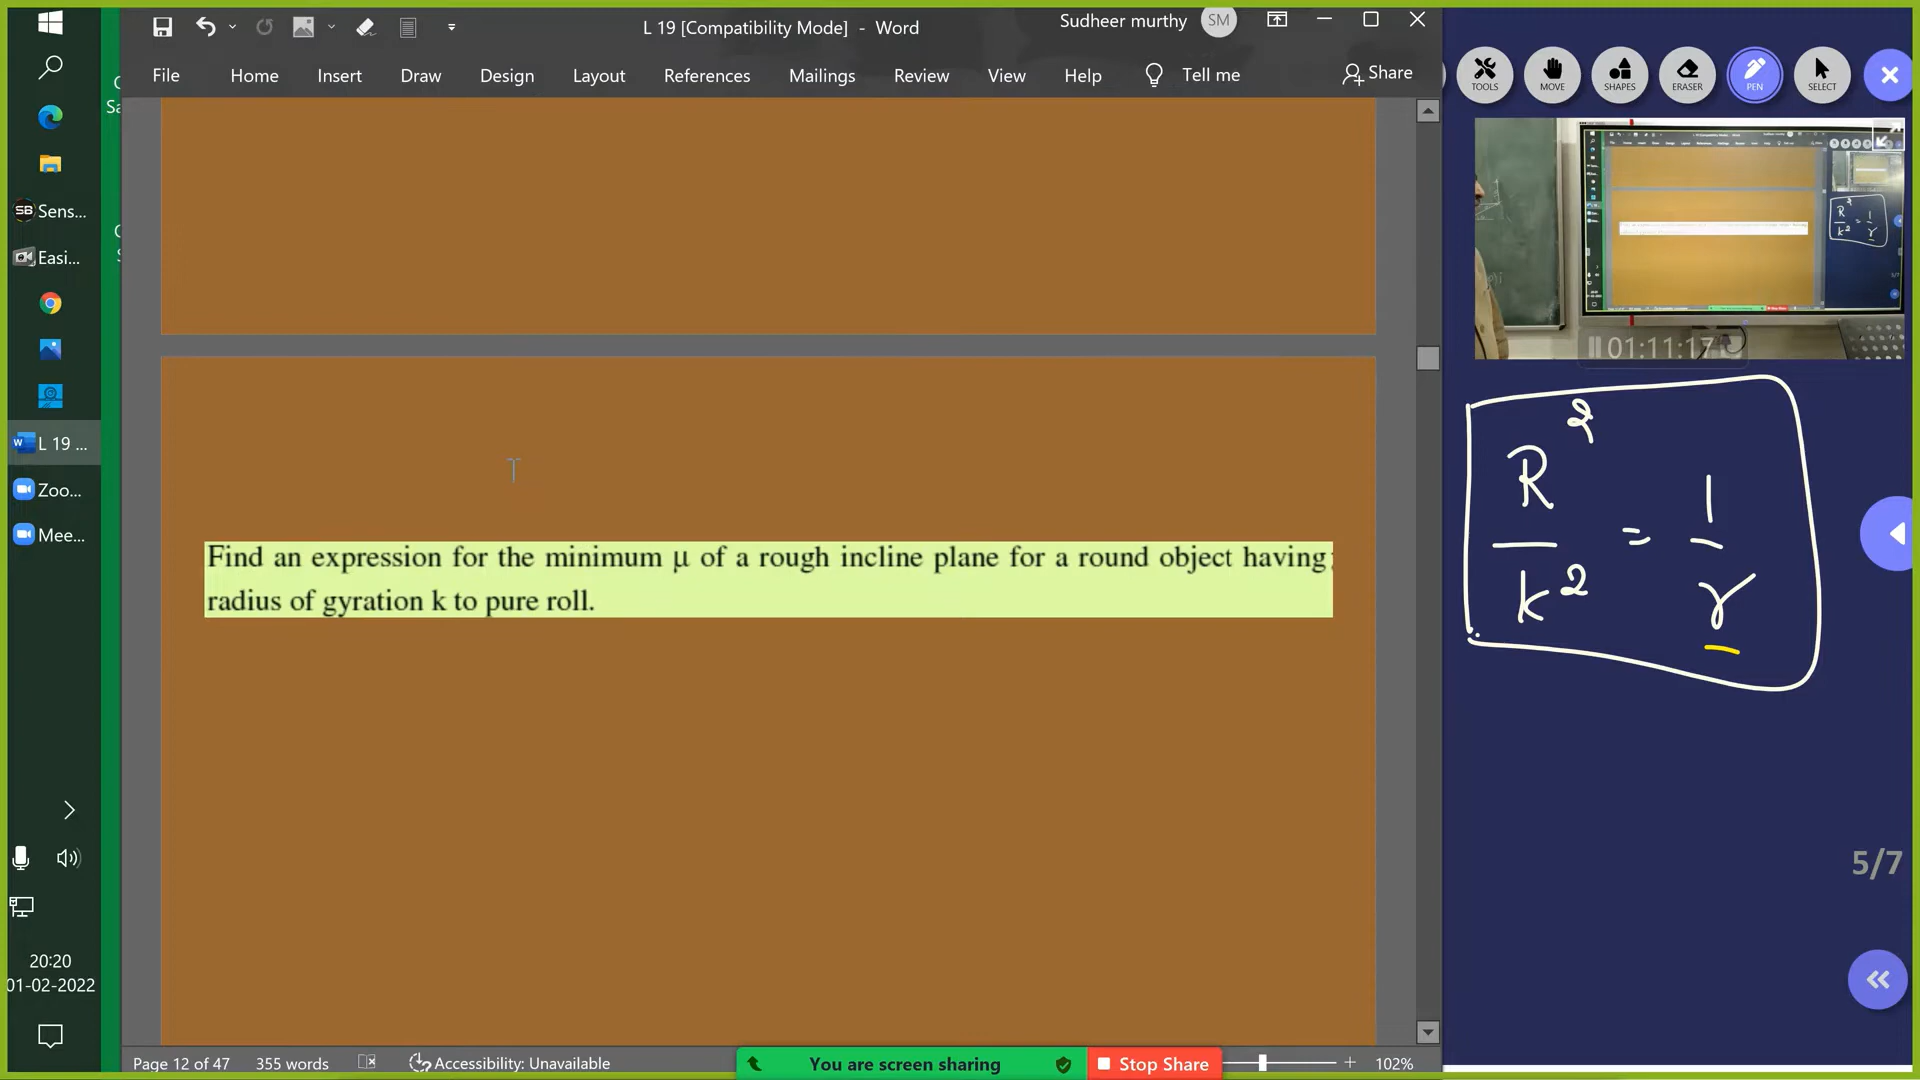 L 19 [Compatibility Mode] - Word
Sudheer murthy
SM
File Home Insert Draw Design Layout References Mailings Review View Help Tell me Share
TOOLS MOVE SHAPES ERASER PEN SELECT
Sens...
Easi...
L 19 ...
Zoo...
Mee...
01:11:17
Find an expression for the minimum μ of a rough incline plane for a round object having
radius of gyration k to pure roll.
R² / k² = 1 / γ
5/7
20:20
01-02-2022
Page 12 of 47 355 words Accessibility: Unavailable
You are screen sharing Stop Share
102%